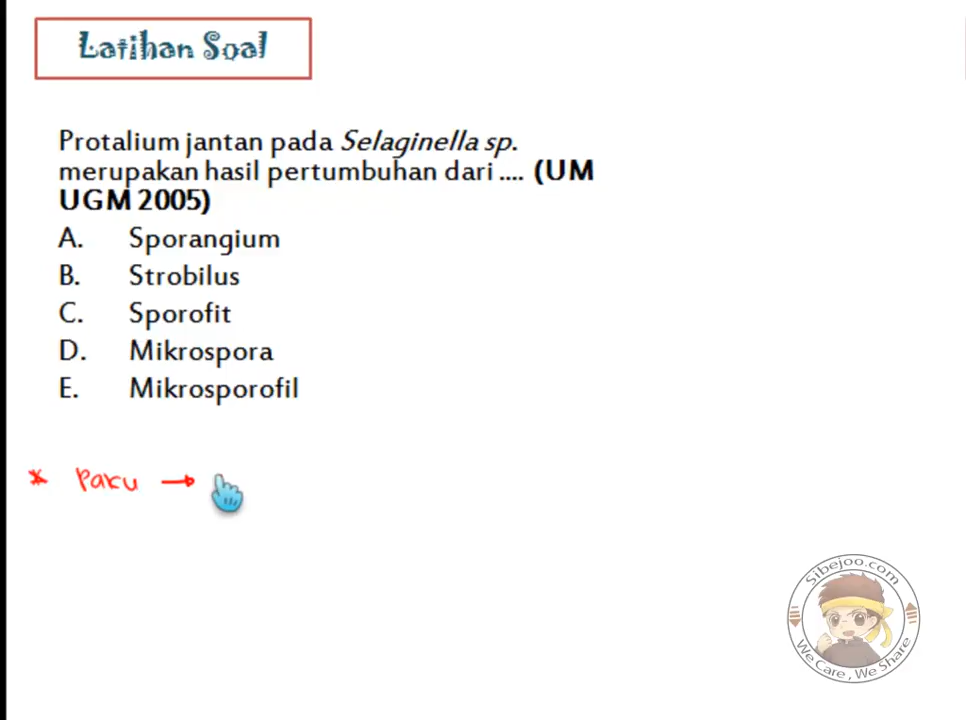 Latihan Soal
Protalium jantan pada Selaginella sp.
merupakan hasil pertumbuhan dari .... (UM
UGM 2005)
A. Sporangium
B. Strobilus
C. Sporofit
D. Mikrospora
E. Mikrosporofil
* Paku →
Sibejoo.com
We Care, We Share